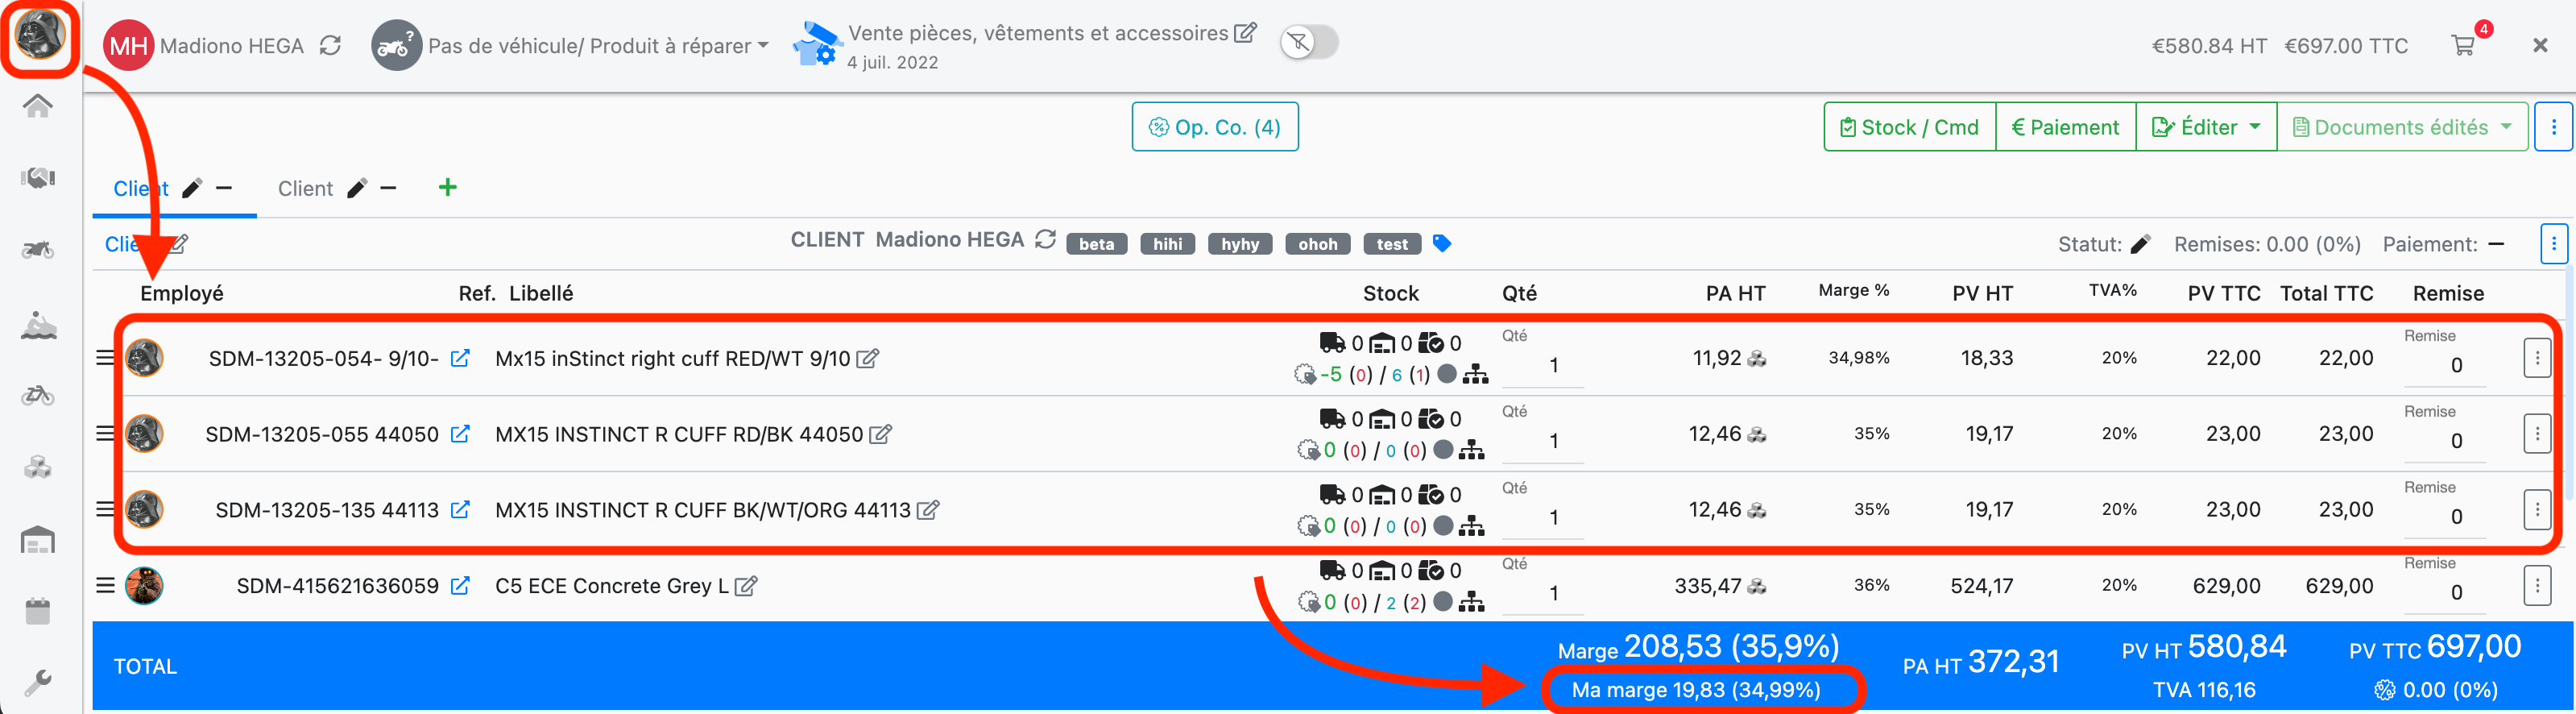 MH Madiono HEGA ? Pas de véhicule/ Produit à réparer Vente pièces, vêtements et accessoires €580.84 HT €697.00 TTC 4
4 juil. 2022
Op. Co. (4) Stock / Cmd € Paiement Éditer Documents édités
Client Client +
Clie CLIENT Madiono HEGA beta hihi hyhy ohoh test Statut: Remises: 0.00 (0%) Paiement:
Employé Ref. Libellé Stock Qté PA HT Marge % PV HT TVA% PV TTC Total TTC Remise
0 0 0 Qté Remise
SDM-13205-054- 9/10- Mx15 inStinct right cuff RED/WT 9/10 1 11,92 34,98% 18,33 20% 22,00 22,00 0
-5 (0) / 6 (1)
0 0 0 Qté Remise
SDM-13205-055 44050 MX15 INSTINCT R CUFF RD/BK 44050 1 12,46 35% 19,17 20% 23,00 23,00 0
0 (0) / 0 (0)
0 0 0 Qté Remise
SDM-13205-135 44113 MX15 INSTINCT R CUFF BK/WT/ORG 44113 1 12,46 35% 19,17 20% 23,00 23,00 0
0 (0) / 0 (0)
0 0 0 Qté Remise
SDM-415621636059 C5 ECE Concrete Grey L 1 335,47 36% 524,17 20% 629,00 629,00 0
0 (0) / 2 (2)
TOTAL Marge 208,53 (35,9%) PA HT 372,31 PV HT 580,84 PV TTC 697,00
Ma marge 19,83 (34,99%) TVA 116,16 0.00 (0%)